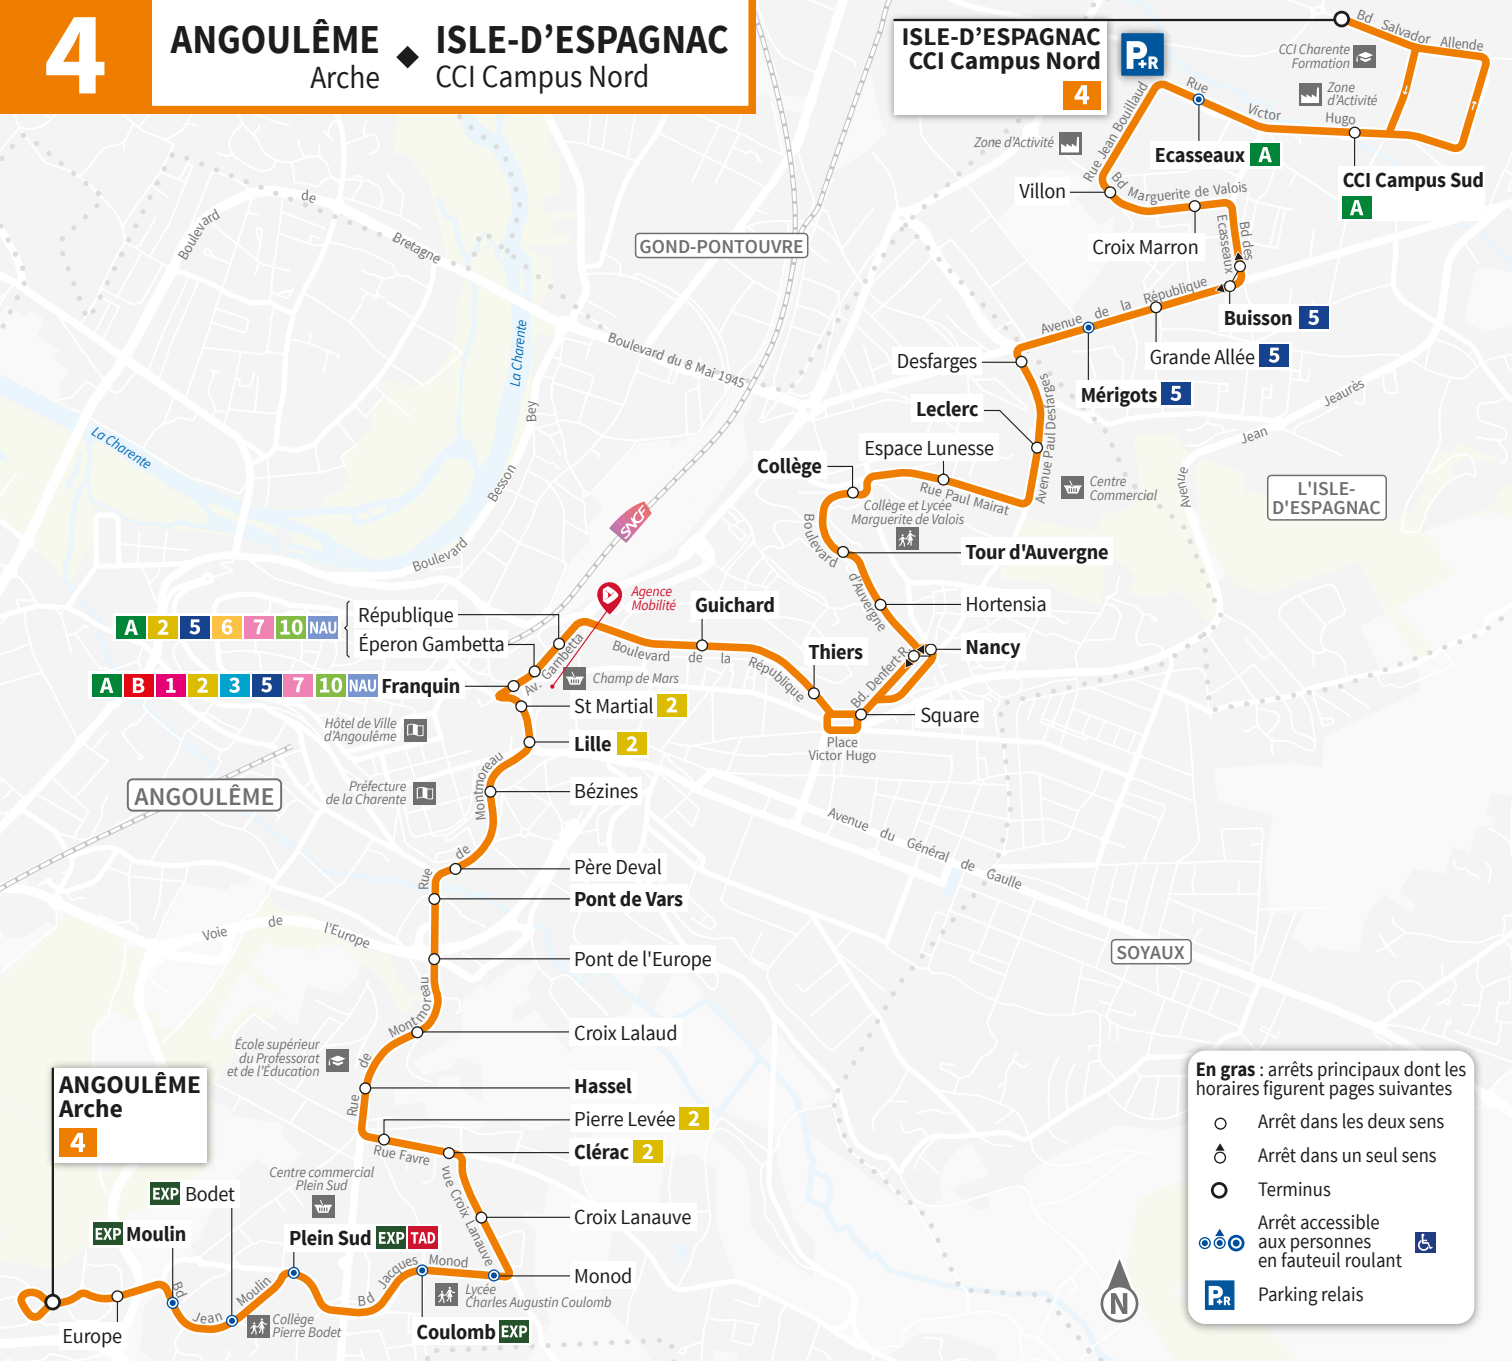 4
ANGOULÊME ◆ ISLE-D'ESPAGNAC
Arche CCI Campus Nord
ISLE-D'ESPAGNAC
CCI Campus Nord
4
P+R
Bd Salvador Allende
CCI Charente
Formation
Zone
d'Activité
Rue Victor Hugo
Rue Jean Bouillaud
Zone d'Activité
Ecasseaux A
CCI Campus Sud
A
Villon
Bd Marguerite de Valois
Croix Marron
Bd des
Ecasseaux
Boulevard de Bretagne
GOND-PONTOUVRE
Avenue de la République
Buisson 5
Grande Allée 5
Mérigots 5
La Charente
Boulevard du 8 Mai 1945
Desfarges
Leclerc
Avenue Paul Desfarges
Avenue Jean Jeaurès
La Charente
Boulevard Besson Bey
Espace Lunesse
Collège
Rue Paul Mairat
Centre
Commercial
L'ISLE-
D'ESPAGNAC
Collège et Lycée
Marguerite de Valois
SNCF
Boulevard d'Auvergne
Tour d'Auvergne
Hortensia
Nancy
Agence
Mobilité
Guichard
République
A 2 5 6 7 10 NAU
Éperon Gambetta
Av. Gambetta
Boulevard de la République
Thiers
Bd. Denfert-R.
A B 1 2 3 5 7 10 NAU Franquin
Champ de Mars
St Martial 2
Square
Place
Victor Hugo
Hôtel de Ville
d'Angoulême
Lille 2
ANGOULÊME
Préfecture
de la Charente
Bézines
Rue de Montmoreau
Avenue du Général de Gaulle
Père Deval
Pont de Vars
Voie de l'Europe
Pont de l'Europe
SOYAUX
Rue de Montmoreau
Croix Lalaud
École supérieur
du Professorat
et de l'Éducation
Hassel
Pierre Levée 2
Rue Favre
Clérac 2
ANGOULÊME
Arche
4
Centre commercial
Plein Sud
vue Croix Lanauve
EXP Bodet
Croix Lanauve
EXP Moulin
Plein Sud EXP TAD
Bd Jacques Monod
Monod
Bd Jean Moulin
Lycée
Charles Augustin Coulomb
Collège
Pierre Bodet
Europe
Coulomb EXP
N
En gras : arrêts principaux dont les
horaires figurent pages suivantes
Arrêt dans les deux sens
Arrêt dans un seul sens
Terminus
Arrêt accessible
aux personnes
en fauteuil roulant
P+R Parking relais